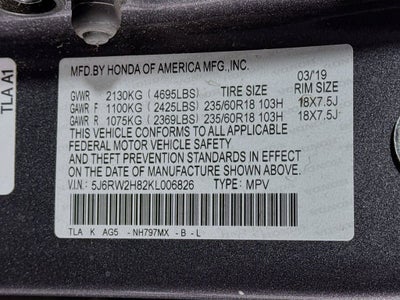 TLA A1
MFD.BY HONDA OF AMERICA MFG.,INC.
03/19
GVWR 2130KG (4695LBS) TIRE SIZE RIM SIZE
GAWR F 1100KG (2425LBS) 235/60R18 103H 18X7.5J
GAWR R 1075KG (2369LBS) 235/60R18 103H 18X7.5J
THIS VEHICLE CONFORMS TO ALL APPLICABLE
FEDERAL MOTOR VEHICLE SAFETY
AND THEFT PREVENTION STANDARDS IN EFFECT
ON THE DATE OF MANUFACTURE SHOWN ABOVE.
V.I.N.: 5J6RW2H82KL006826 TYPE: MPV
TLA K AG5 -NH797MX -B-L